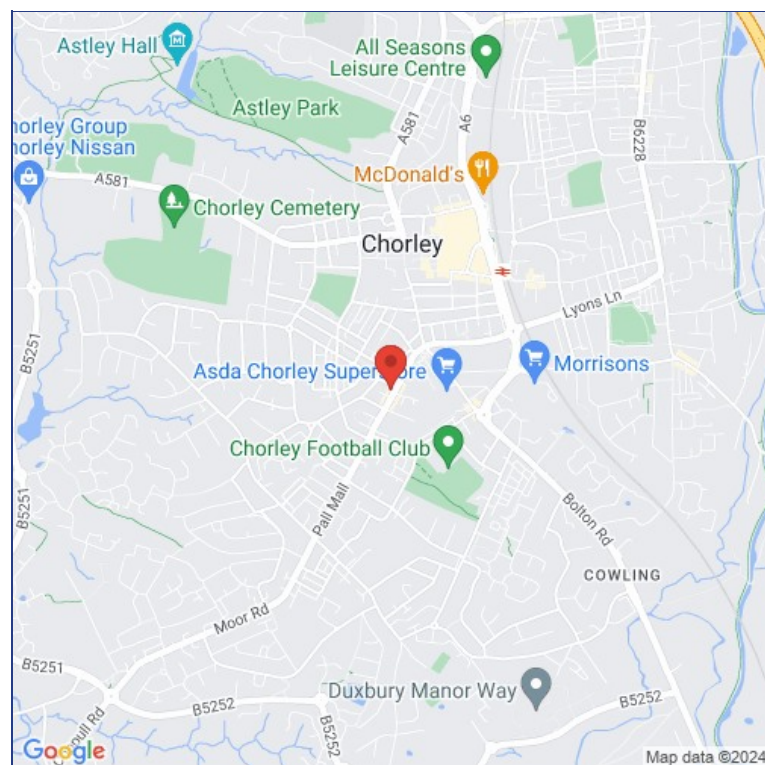 Astley Hall
All Seasons
Leisure Centre
Astley Park
A581
A6
B6228
horley Group
horley Nissan
McDonald's
A581
Chorley Cemetery
Chorley
Lyons Ln
B5251
Asda Chorley Superstore
Morrisons
Chorley Football Club
Pall Mall
Bolton Rd
B5251
COWLING
Moor Rd
B5251
Duxbury Manor Way
B5252
B5252
B5252
Google
Map data ©2024